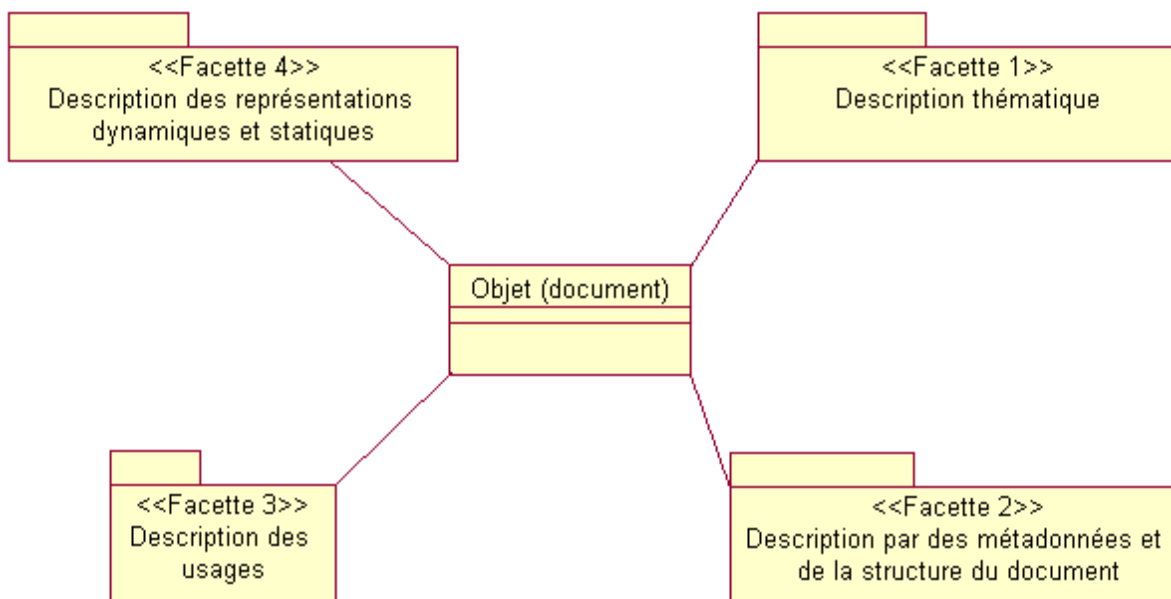 <<Facette 4>>
Description des représentations
dynamiques et statiques
<<Facette 1>>
Description thématique
Objet (document)
<<Facette 3>>
Description des
usages
<<Facette 2>>
Description par des métadonnées et
de la structure du document